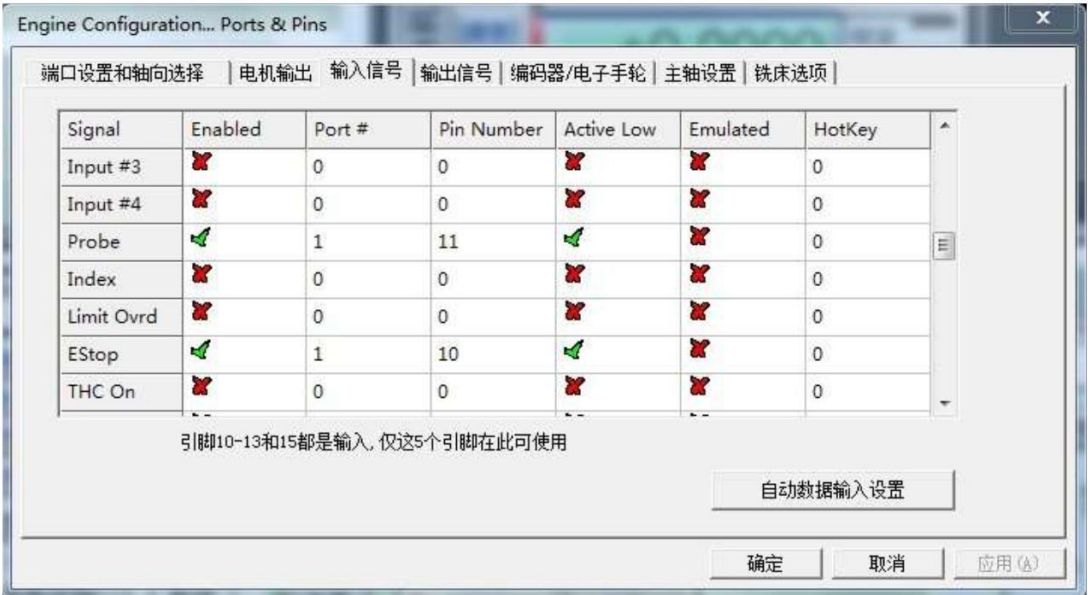 Engine Configuration... Ports & Pins
端口设置和轴向选择 电机输出 输入信号 输出信号 编码器/电子手轮 主轴设置 铣床选项
Signal Enabled Port # Pin Number Active Low Emulated HotKey
Input #3 0 0 0
Input #4 0 0 0
Probe 1 11 0
Index 0 0 0
Limit Ovrd 0 0 0
EStop 1 10 0
THC On 0 0 0
引脚10-13和15都是输入,仅这5个引脚在此可使用
自动数据输入设置
确定 取消 应用(A)